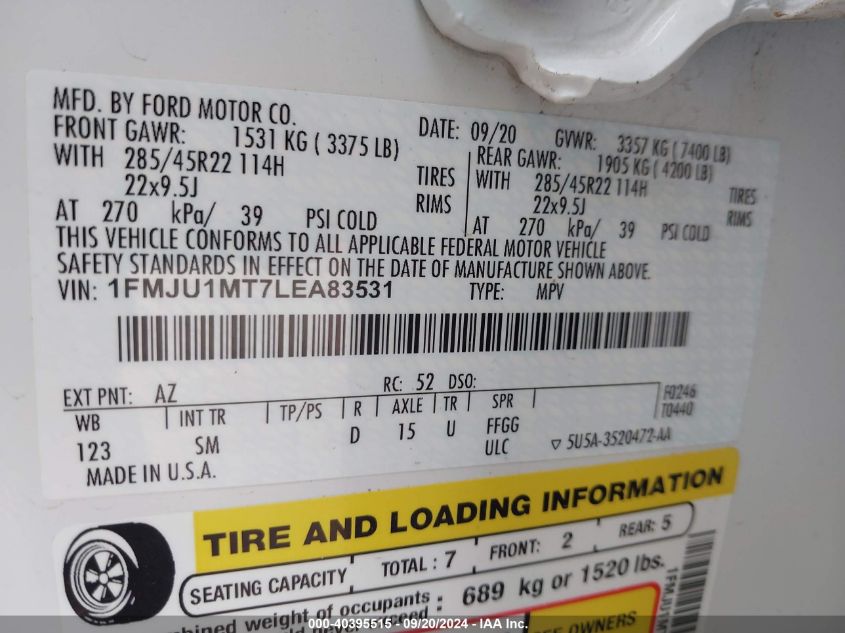 MFD. BY FORD MOTOR CO. DATE: 09/20 GVWR: 3357 KG ( 7400 LB)
FRONT GAWR: 1531 KG ( 3375 LB) REAR GAWR: 1905 KG ( 4200 LB)
WITH 285/45R22 114H TIRES WITH 285/45R22 114H TIRES
22x9.5J RIMS 22x9.5J RIMS
AT 270 kPa/ 39 PSI COLD AT 270 kPa/ 39 PSI COLD
THIS VEHICLE CONFORMS TO ALL APPLICABLE FEDERAL MOTOR VEHICLE
SAFETY STANDARDS IN EFFECT ON THE DATE OF MANUFACTURE SHOWN ABOVE.
VIN: 1FMJU1MT7LEA83531 TYPE: MPV
EXT PNT: AZ RC: 52 DSO: F0246
WB INT TR TP/PS R AXLE TR SPR T0440
123 SM D 15 U FFGG
ULC 5U5A-3520472-AA
MADE IN U.S.A.
TIRE AND LOADING INFORMATION
SEATING CAPACITY TOTAL : 7 FRONT: 2 REAR: 5
weight of occupants : 689 kg or 1520 lbs.
OWNERS
000-40395515 - 09/20/2024 - IAA Inc.